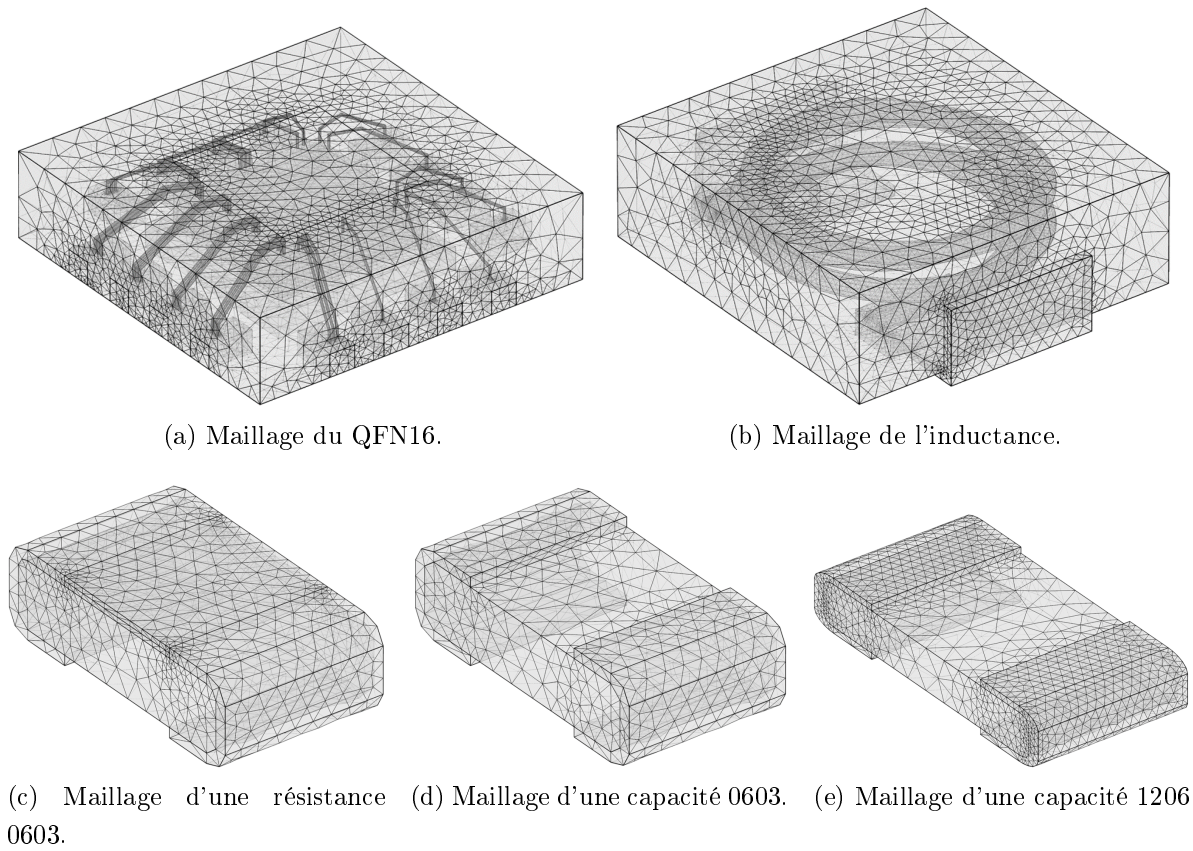 (a) Maillage du QFN16.
(b) Maillage de l'inductance.
(c) Maillage d'une résistance
0603.
(d) Maillage d'une capacité 0603.
(e) Maillage d'une capacité 1206